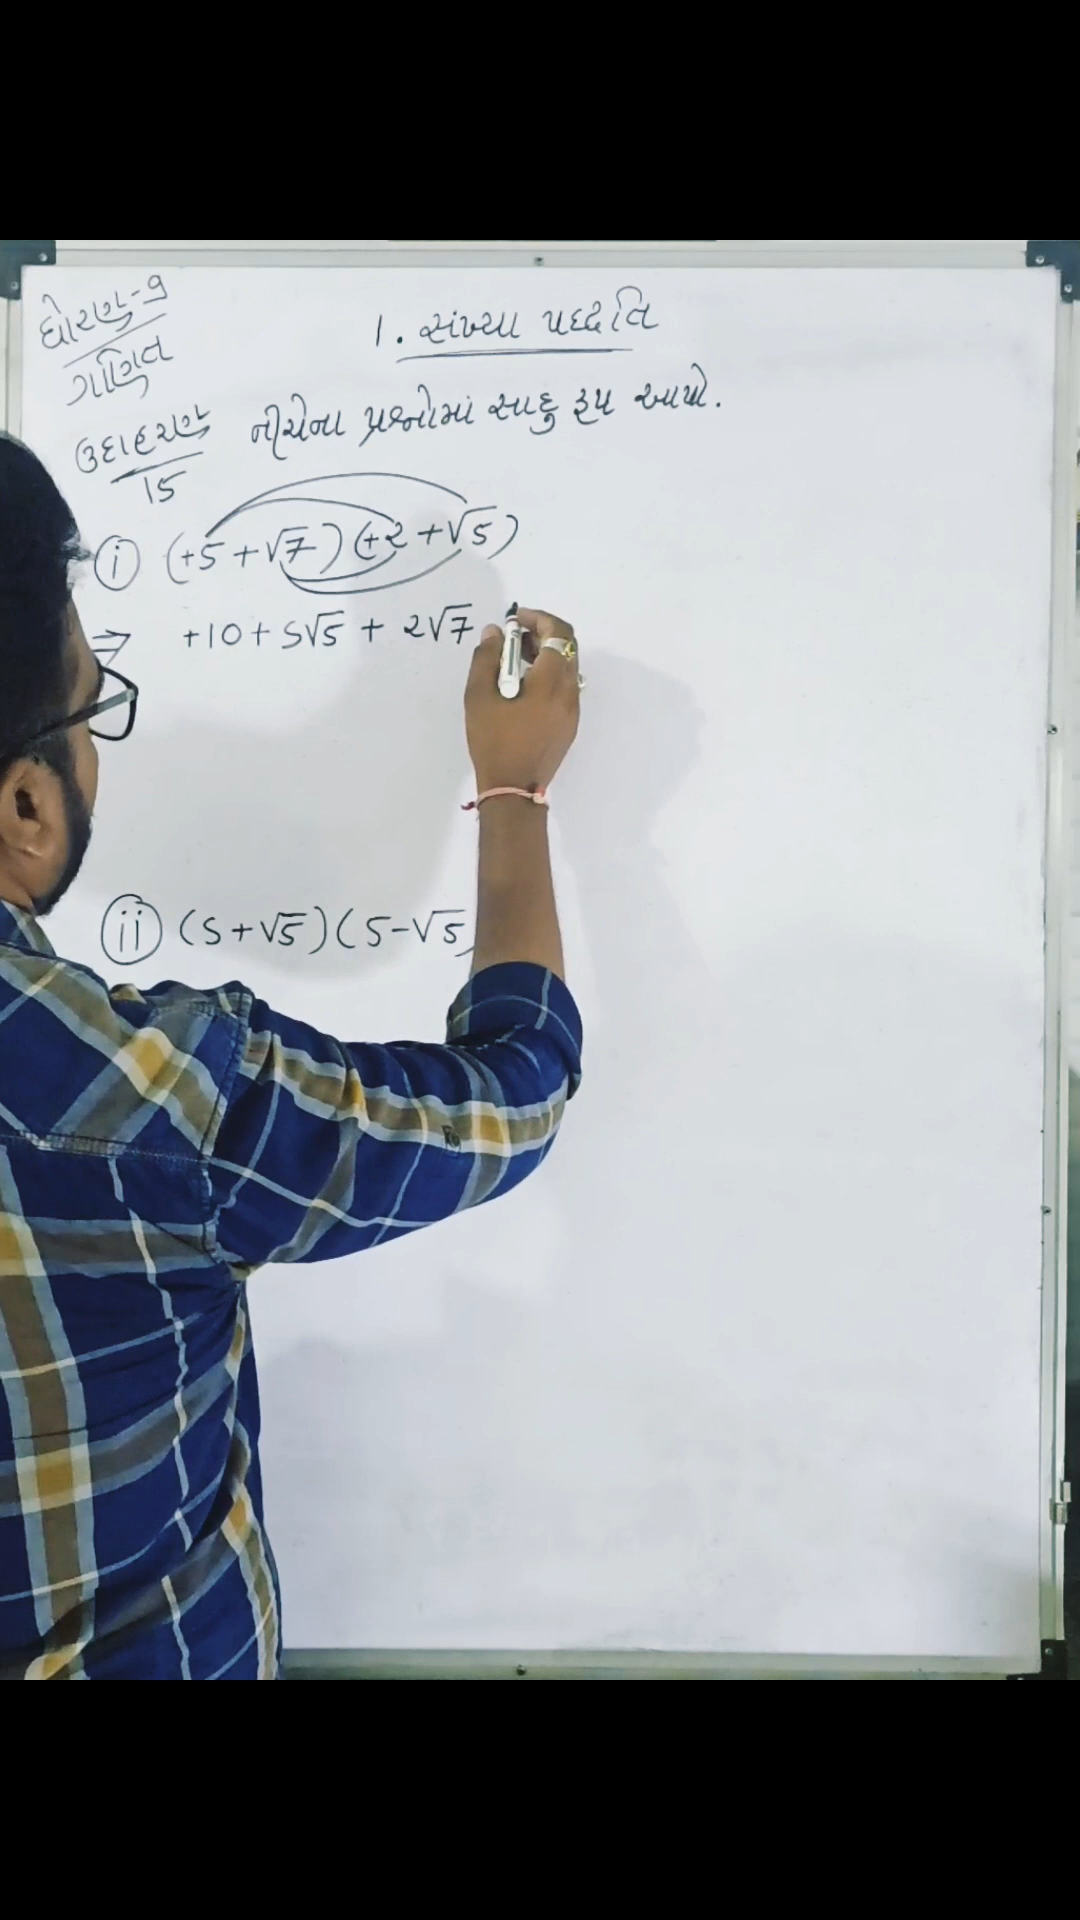 ધોરણ-9
ગણિત
1. સંખ્યા પદ્ધતિ
ઉદાહરણ
15
નીચેના પ્રશ્નોમાં સાદુ રૂપ આપો.
(i) (+5+√7)(+2+√5)
⇒ +10+5√5+2√7
(ii) (5+√5)(5-√5